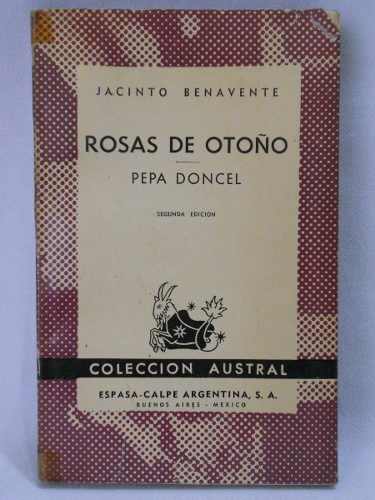 JACINTO BENAVENTE
ROSAS DE OTOÑO
PEPA DONCEL
SEGUNDA EDICION
COLECCION AUSTRAL
ESPASA-CALPE ARGENTINA, S. A.
BUENOS AIRES - MEXICO